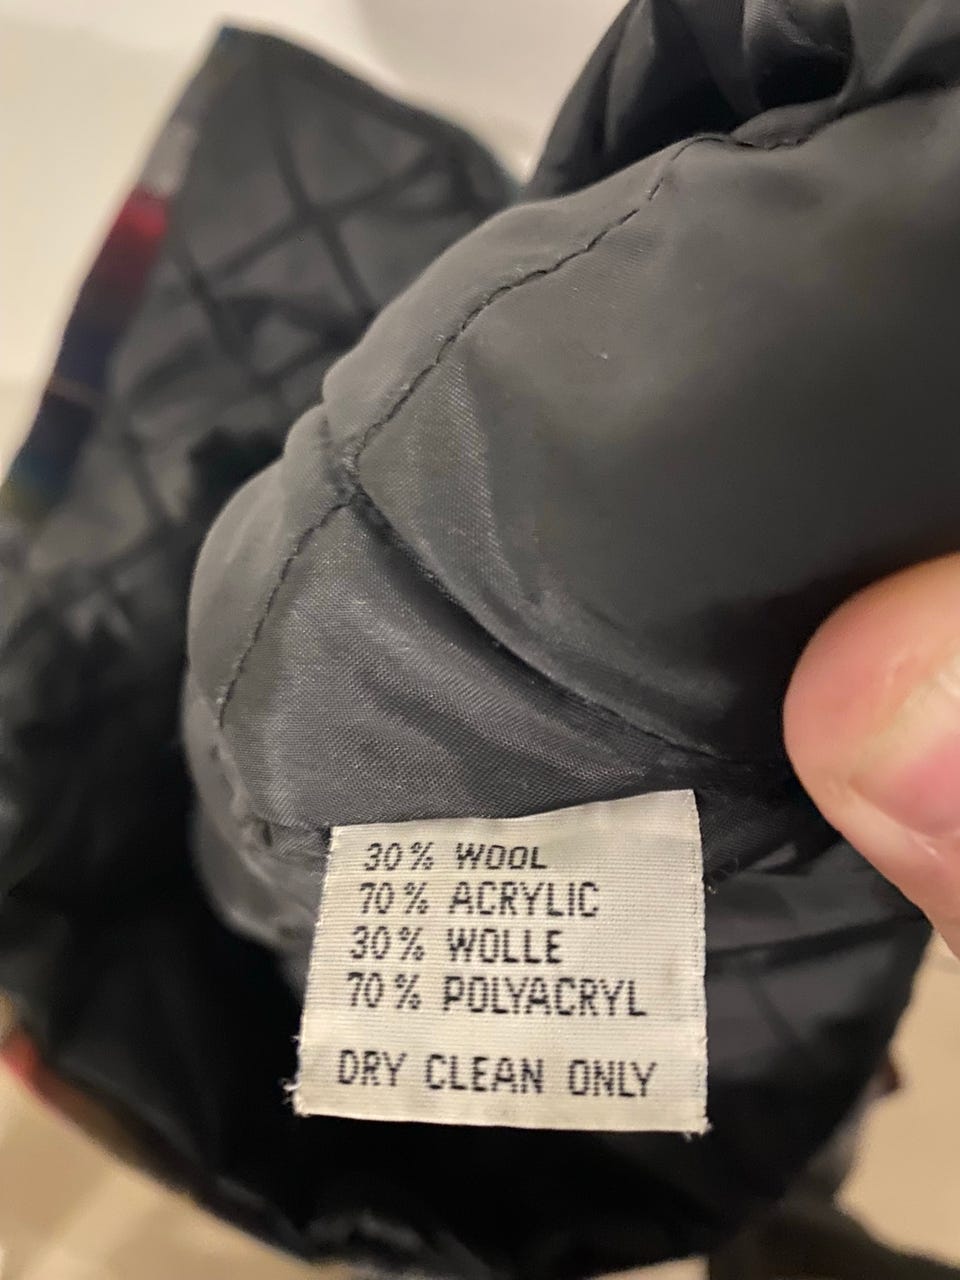 30% WOOL
70% ACRYLIC
30% WOLLE
70% POLYACRYL
DRY CLEAN ONLY